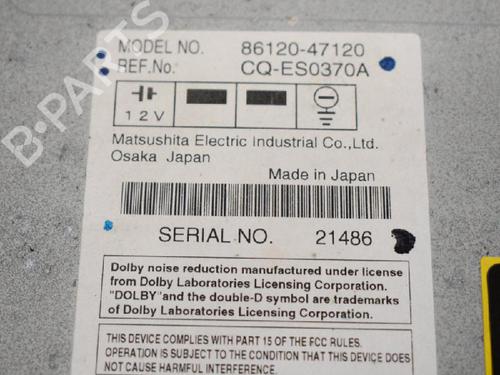 MODEL NO. 86120-47120
REF.No. CQ-ES0370A
12V
Matsushita Electric Industrial Co.,Ltd.
Osaka Japan
Made in Japan
SERIAL NO. 21486
Dolby noise reduction manufactured under license
from Dolby Laboratories Licensing Corporation.
"DOLBY" and the double-D symbol are trademarks
of Dolby Laboratories Licensing Corporation.
THIS DEVICE COMPLIES WITH PART 15 OF THE FCC RULES.
OPERATION IS SUBJECT TO THE CONDITION THAT THIS DEVICE
NOT CAUSE HARMFUL INTERFERENCE.
B-PARTS